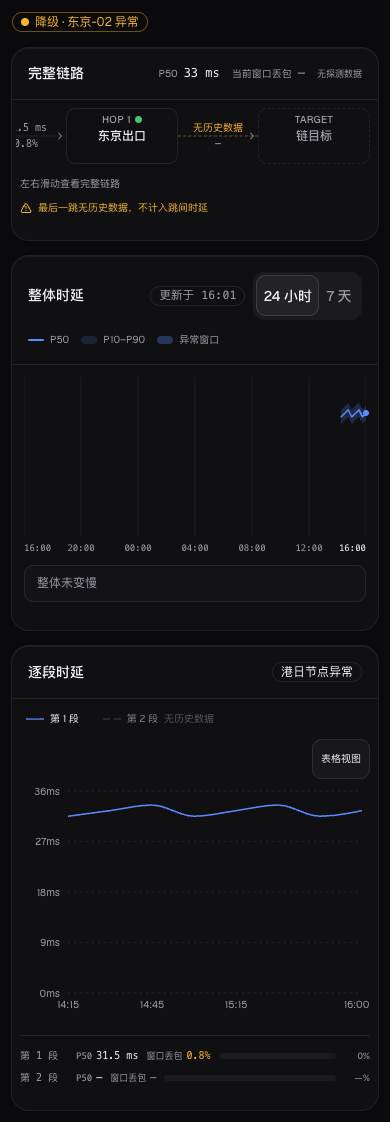 降级 · 东京-02 异常
完整链路
P50 33 ms 当前窗口丢包 — 无探测数据
.5 ms
0.8%
HOP 1
东京出口
无历史数据
—
TARGET
链目标
左右滑动查看完整链路
最后一跳无历史数据，不计入跳间时延
整体时延
更新于 16:01
24 小时
7 天
P50
P10–P90
异常窗口
16:00 20:00 00:00 04:00 08:00 12:00 16:00
整体未变慢
逐段时延
港日节点异常
第 1 段
第 2 段 无历史数据
表格视图
36ms
27ms
18ms
9ms
0ms
14:15 14:45 15:15 16:00
第 1 段 P50 31.5 ms 窗口丢包 0.8% 0%
第 2 段 P50 — 窗口丢包 — —%